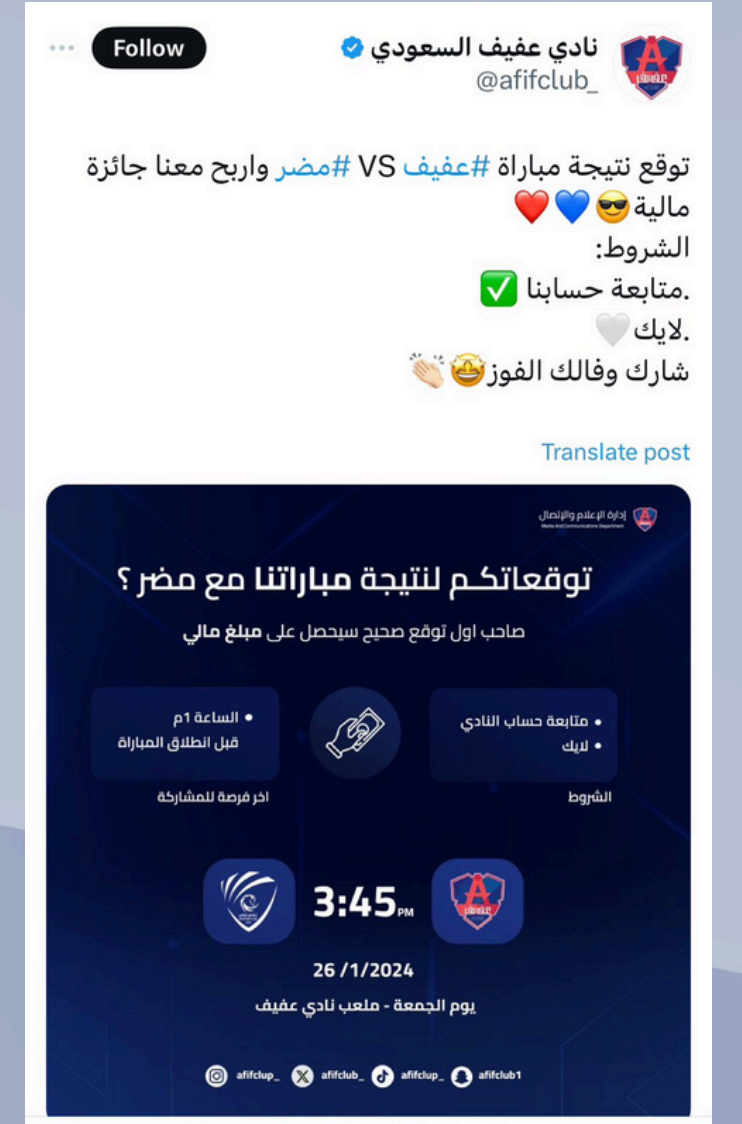 نادي عفيف السعودي
@afifclub_
Follow
توقع نتيجة مباراة #عفيف VS #مضر واربح معنا جائزة
مالية😎💙❤️
الشروط:
.متابعة حسابنا ✅
.لايك🤍
شارك وفالك الفوز🤩👏🏻
Translate post
إدارة الإعلام والإتصال
Media And Communications Department
توقعاتكم لنتيجة مباراتنا مع مضر ؟
صاحب اول توقع صحيح سيحصل على مبلغ مالي
• متابعة حساب النادي
• لايك
الشروط
• الساعة 1م
قبل انطلاق المباراة
اخر فرصة للمشاركة
3:45 PM
26 /1/2024
يوم الجمعة - ملعب نادي عفيف
afifclup_ afifclub_ afifclup_ afifclub1